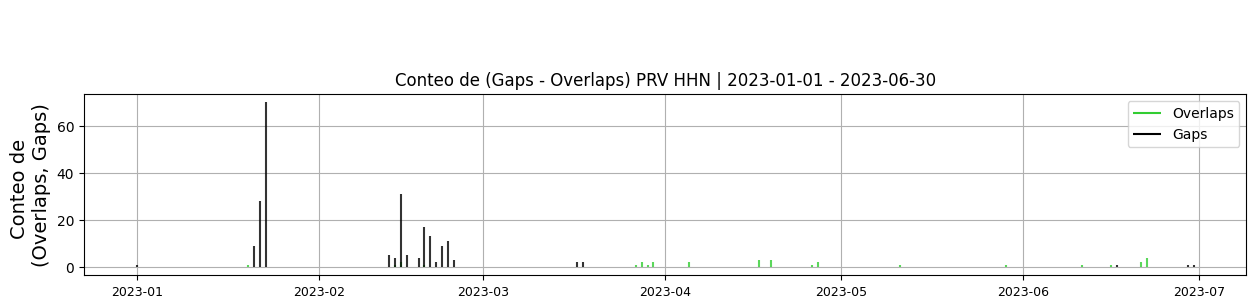 Conteo de (Gaps - Overlaps) PRV HHN | 2023-01-01 - 2023-06-30
Conteo de
(Overlaps, Gaps)
60
40
20
0
Overlaps
Gaps
2023-01
2023-02
2023-03
2023-04
2023-05
2023-06
2023-07